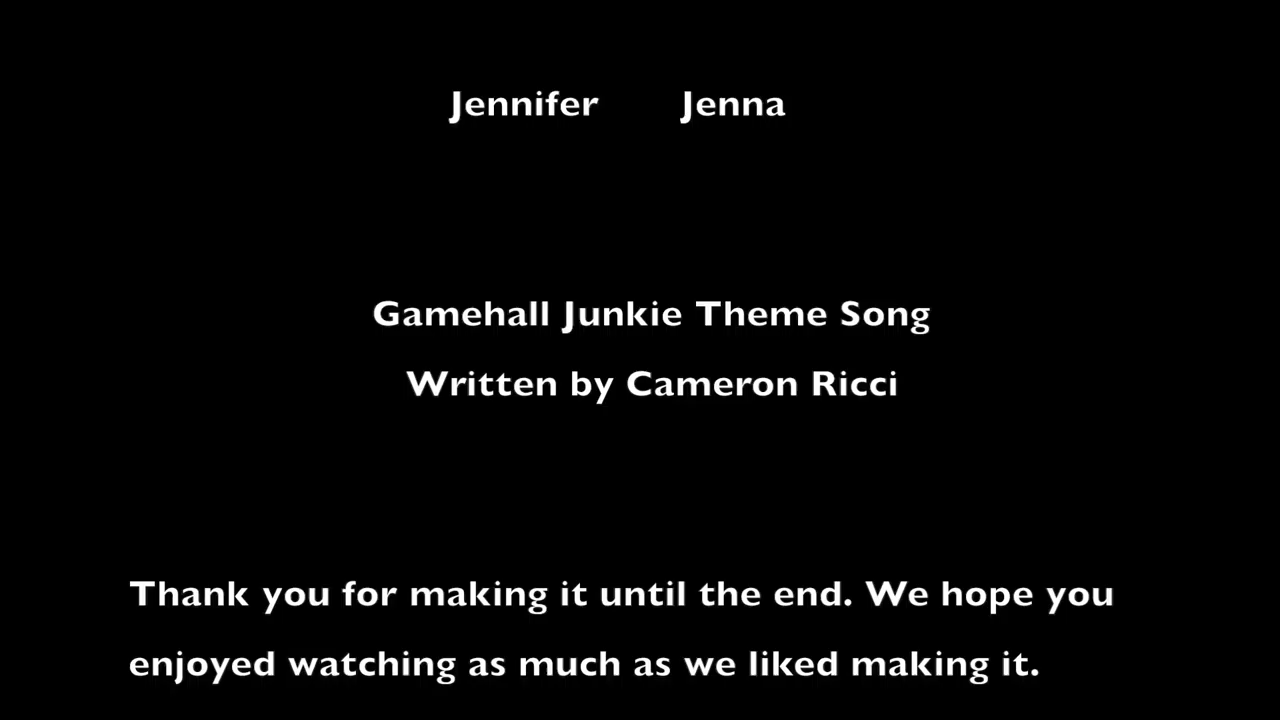 Jennifer Jenna
Gamehall Junkie Theme Song
Written by Cameron Ricci
Thank you for making it until the end. We hope you
enjoyed watching as much as we liked making it.